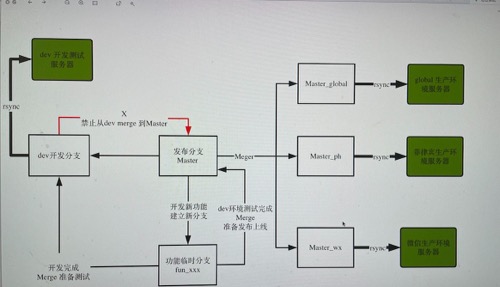 dev 开发测试
服务器
rsync
X
禁止从dev merge 到Master
dev开发分支
发布分支
Master
Meger
Master_global
rsync
global 生产环
境服务器
Master_ph
rsync
菲律宾生产环
境服务器
Master_wx
rsync
微信生产环境
服务器
开发新功能
建立新分支
dev环境测试完成
Merge
准备发布上线
开发完成
Merge 准备测试
功能临时分支
fun_xxx